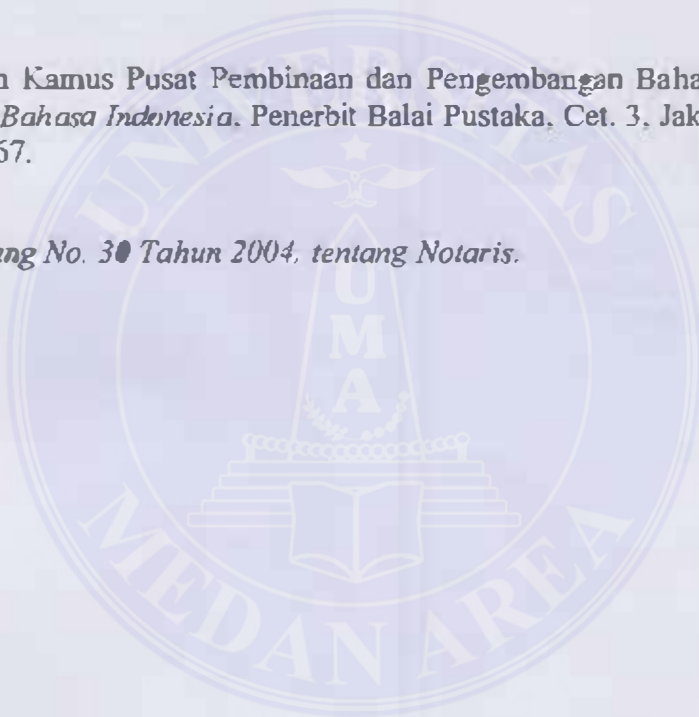 n Kamus Pusat Pembinaan dan Pengembangan Baha
Bahasa Indonesia. Penerbit Balai Pustaka, Cet. 3, Jak
67.
ang No. 30 Tahun 2004, tentang Notaris.
UNIVERSITAS
UMA
MEDAN AREA